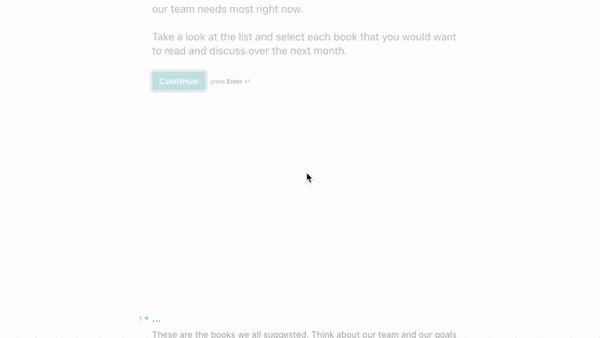 our team needs most right now.
Take a look at the list and select each book that you would want
to read and discuss over the next month.
Continue press Enter ↵
1→ ...
These are the books we all suggested. Think about our team and our goals